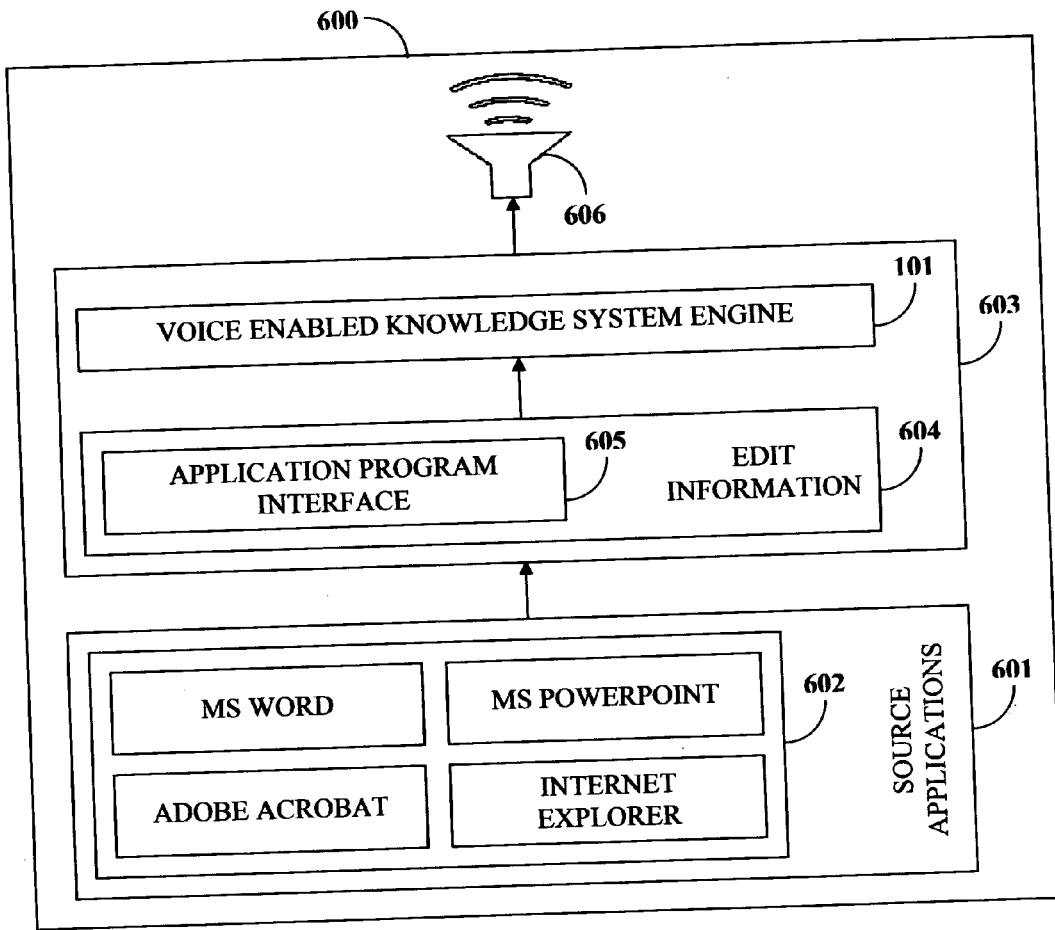 600
606
101
VOICE ENABLED KNOWLEDGE SYSTEM ENGINE
603
605
604
APPLICATION PROGRAM
INTERFACE
EDIT
INFORMATION
602
601
MS WORD
MS POWERPOINT
SOURCE
APPLICATIONS
ADOBE ACROBAT
INTERNET
EXPLORER